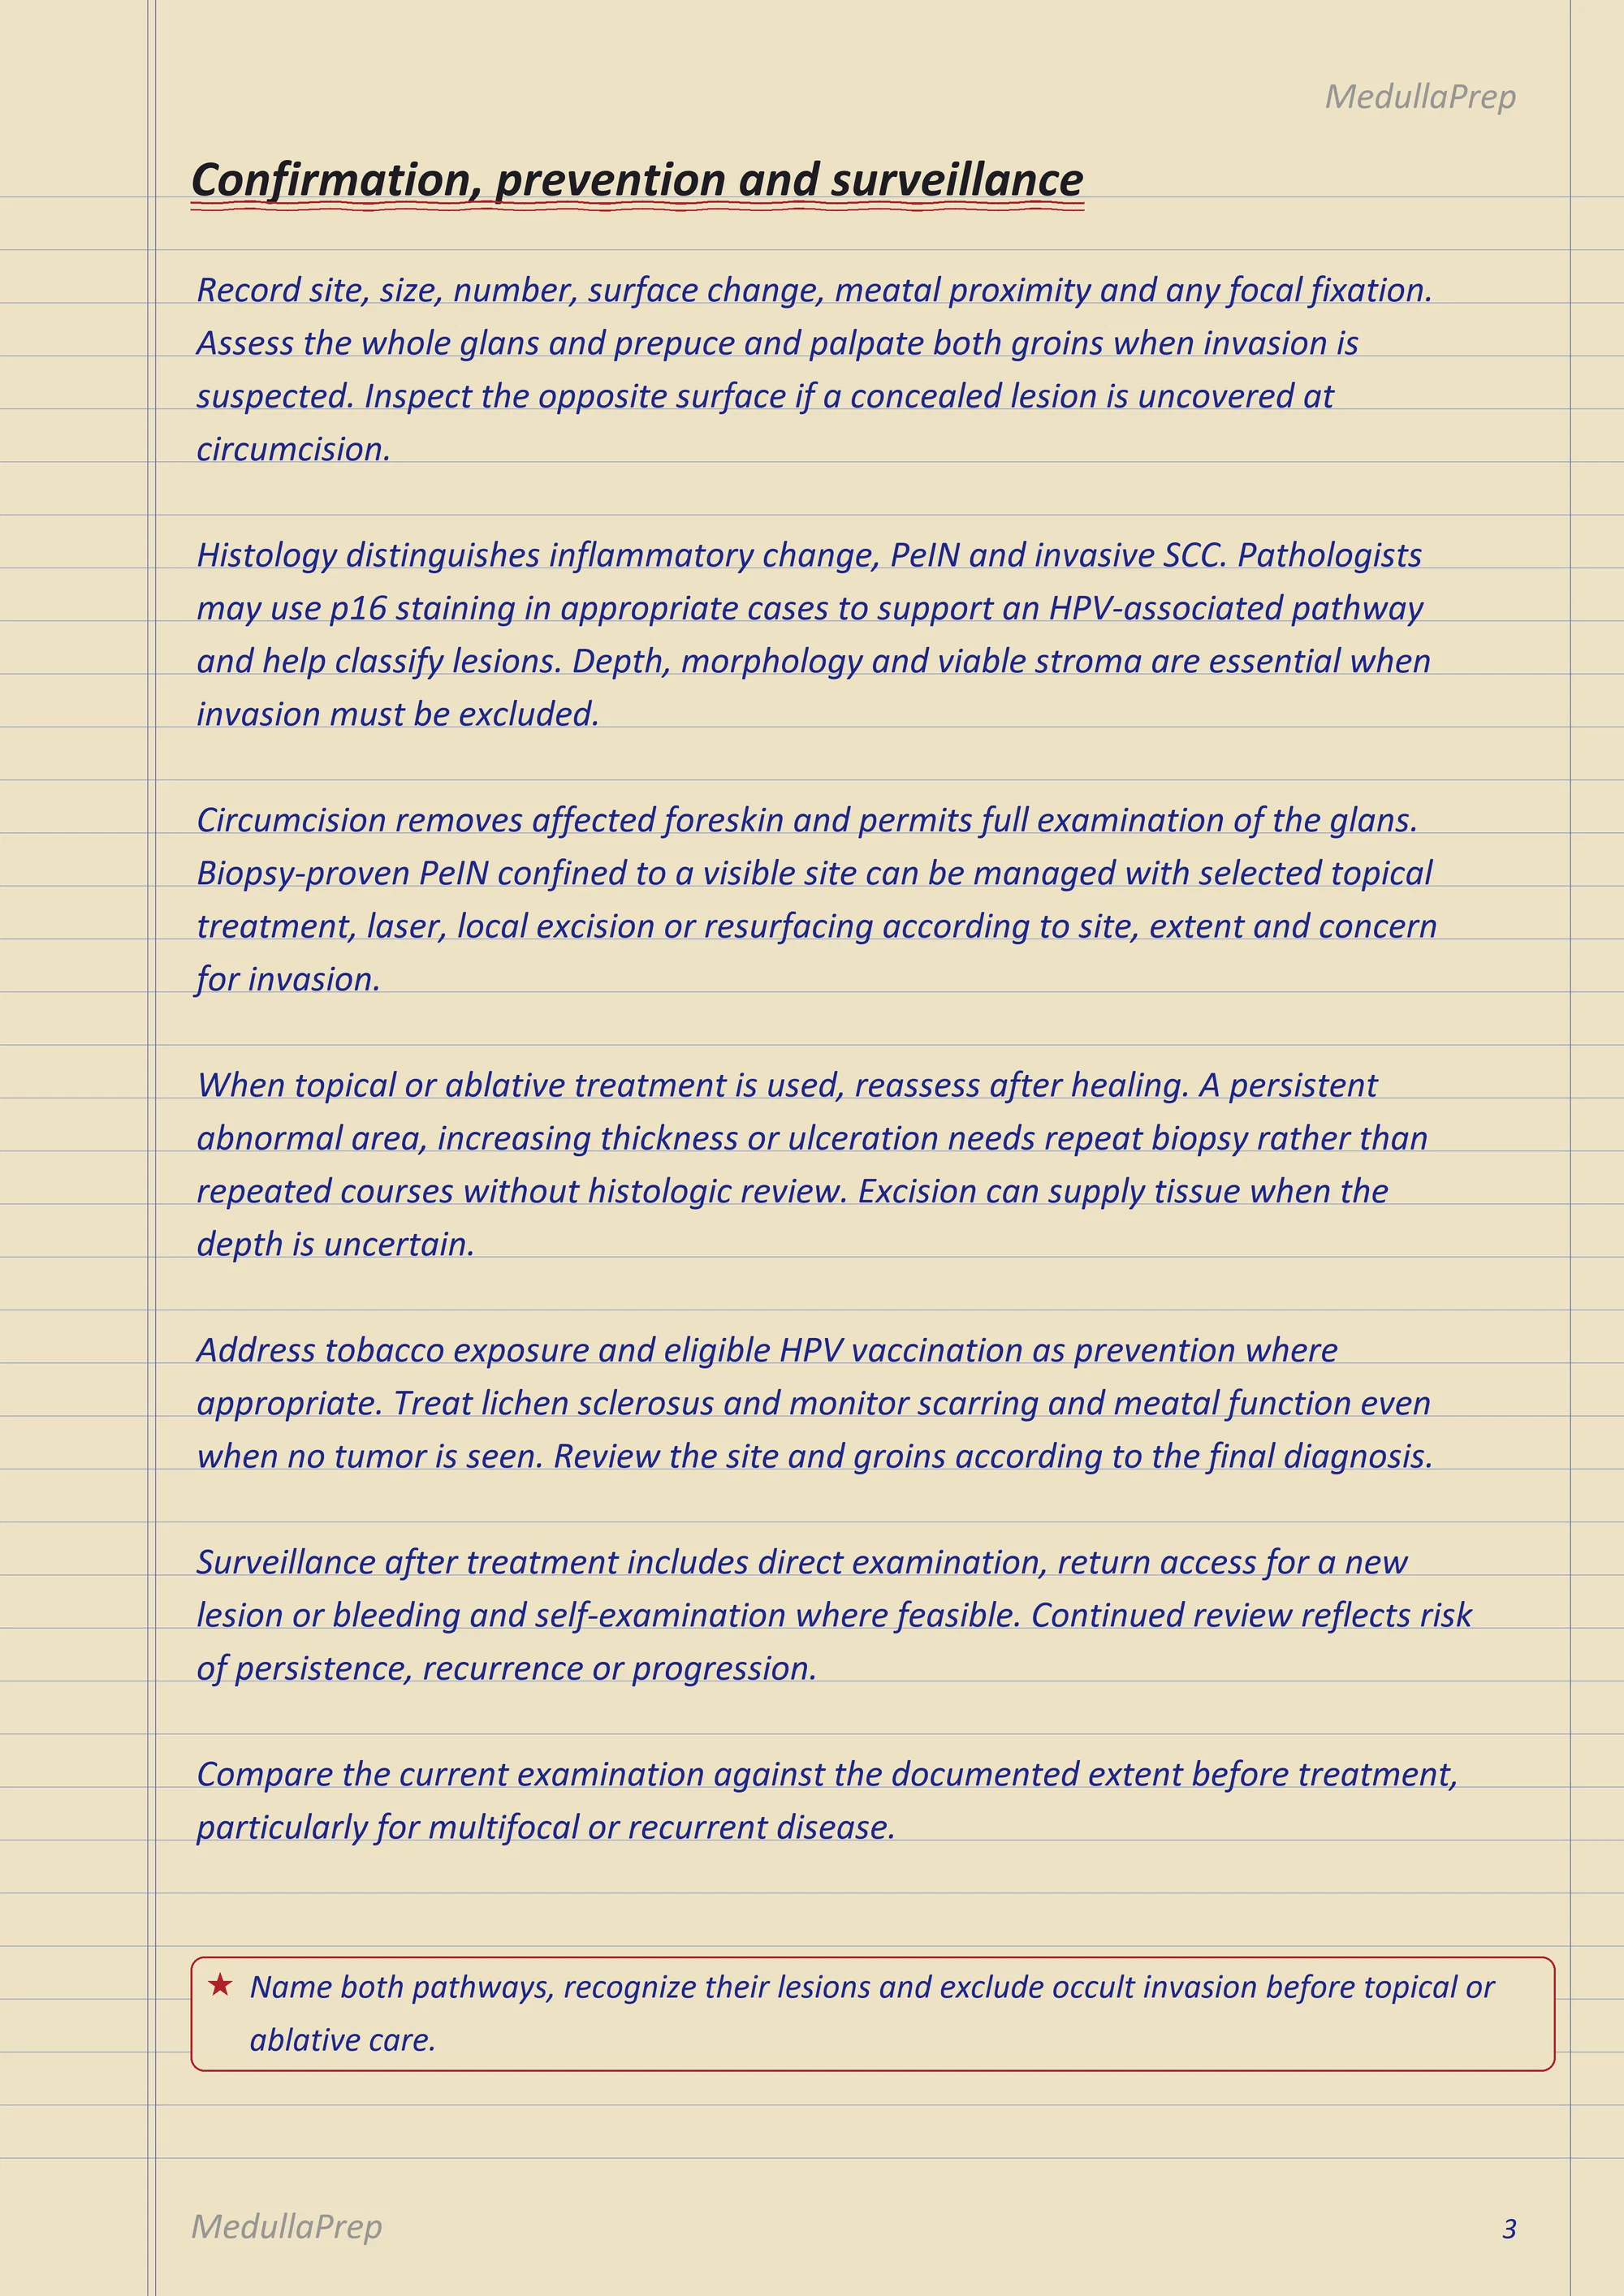 MedullaPrep
Confirmation, prevention and surveillance
Record site, size, number, surface change, meatal proximity and any focal fixation.
Assess the whole glans and prepuce and palpate both groins when invasion is
suspected. Inspect the opposite surface if a concealed lesion is uncovered at
circumcision.
Histology distinguishes inflammatory change, PeIN and invasive SCC. Pathologists
may use p16 staining in appropriate cases to support an HPV-associated pathway
and help classify lesions. Depth, morphology and viable stroma are essential when
invasion must be excluded.
Circumcision removes affected foreskin and permits full examination of the glans.
Biopsy-proven PeIN confined to a visible site can be managed with selected topical
treatment, laser, local excision or resurfacing according to site, extent and concern
for invasion.
When topical or ablative treatment is used, reassess after healing. A persistent
abnormal area, increasing thickness or ulceration needs repeat biopsy rather than
repeated courses without histologic review. Excision can supply tissue when the
depth is uncertain.
Address tobacco exposure and eligible HPV vaccination as prevention where
appropriate. Treat lichen sclerosus and monitor scarring and meatal function even
when no tumor is seen. Review the site and groins according to the final diagnosis.
Surveillance after treatment includes direct examination, return access for a new
lesion or bleeding and self-examination where feasible. Continued review reflects risk
of persistence, recurrence or progression.
Compare the current examination against the documented extent before treatment,
particularly for multifocal or recurrent disease.
★ Name both pathways, recognize their lesions and exclude occult invasion before topical or
ablative care.
MedullaPrep
3